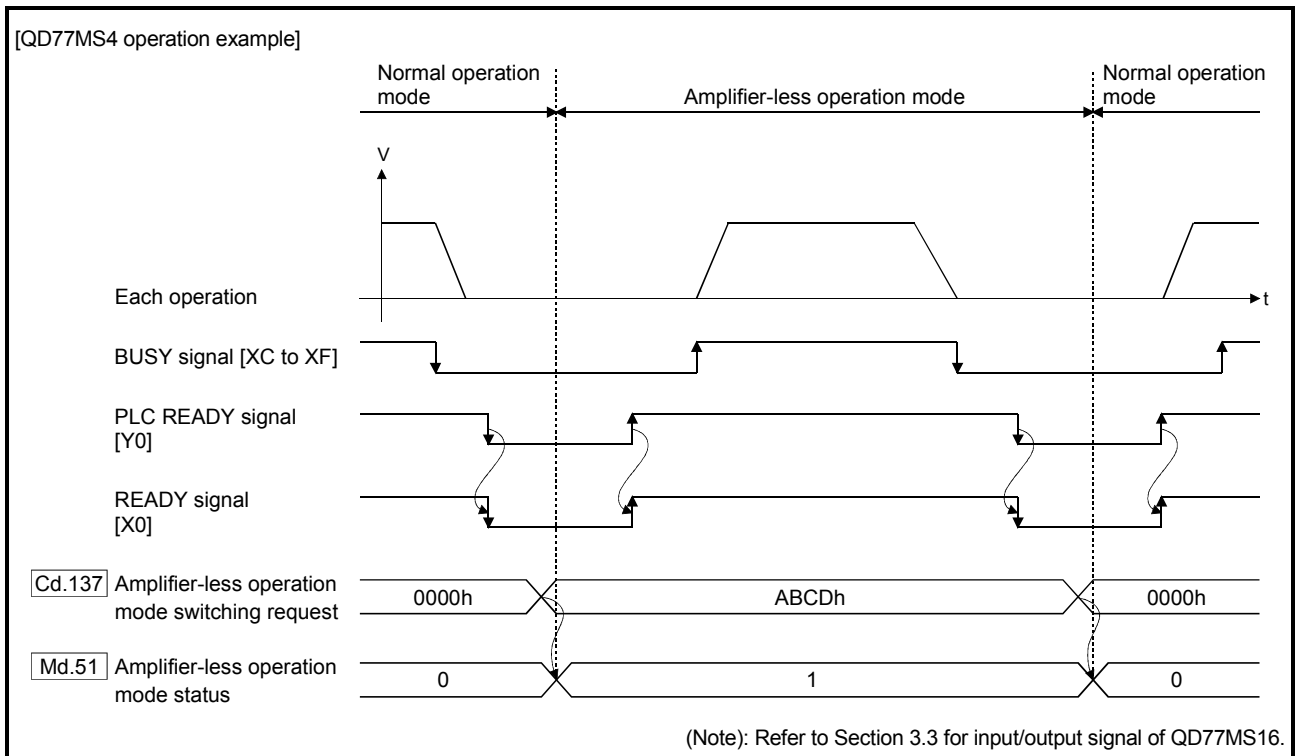 [QD77MS4 operation example]
Normal operation
mode
Amplifier-less operation mode
Normal operation
mode
V
Each operation
t
BUSY signal [XC to XF]
PLC READY signal
[Y0]
READY signal
[X0]
Cd.137 Amplifier-less operation
mode switching request
0000h
ABCDh
0000h
Md.51 Amplifier-less operation
mode status
0
1
0
(Note): Refer to Section 3.3 for input/output signal of QD77MS16.